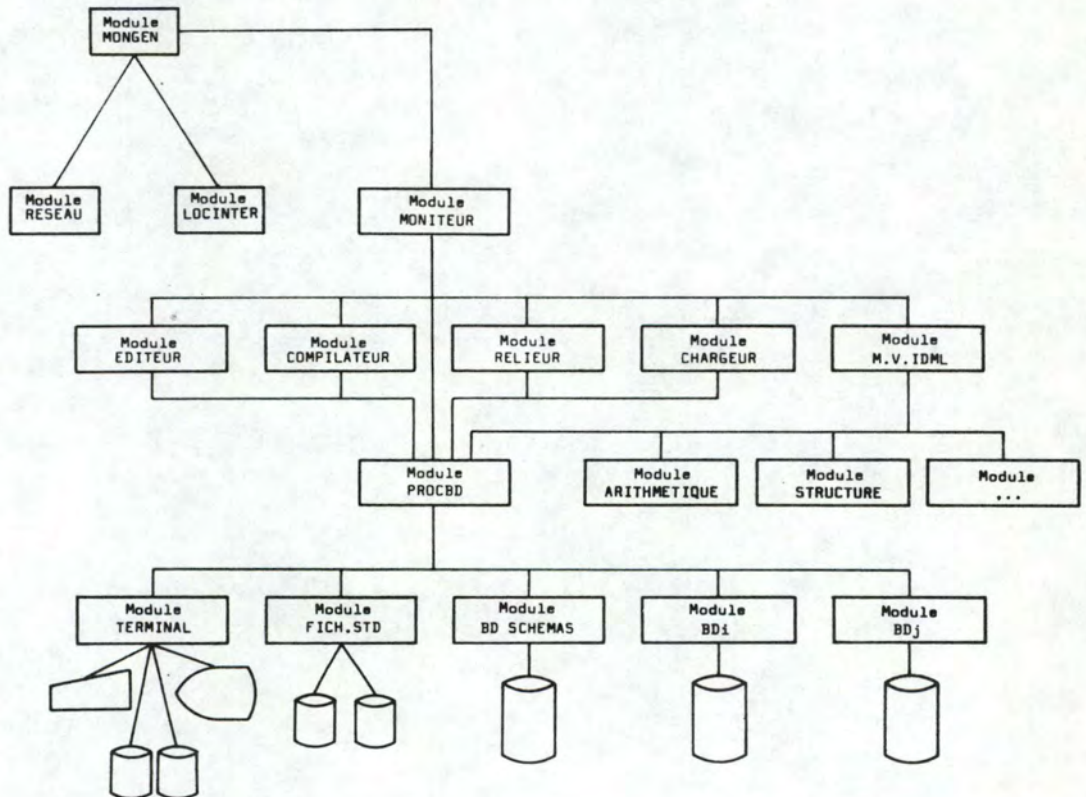 Module
MONGEN
Module
RESEAU
Module
LOCINTER
Module
MONITEUR
Module
EDITEUR
Module
COMPILATEUR
Module
RELIEUR
Module
CHARGEUR
Module
M.V.IDML
Module
PROCBD
Module
ARITHMETIQUE
Module
STRUCTURE
Module
...
Module
TERMINAL
Module
FICH.STD
Module
BD SCHEMAS
Module
BDi
Module
BDj